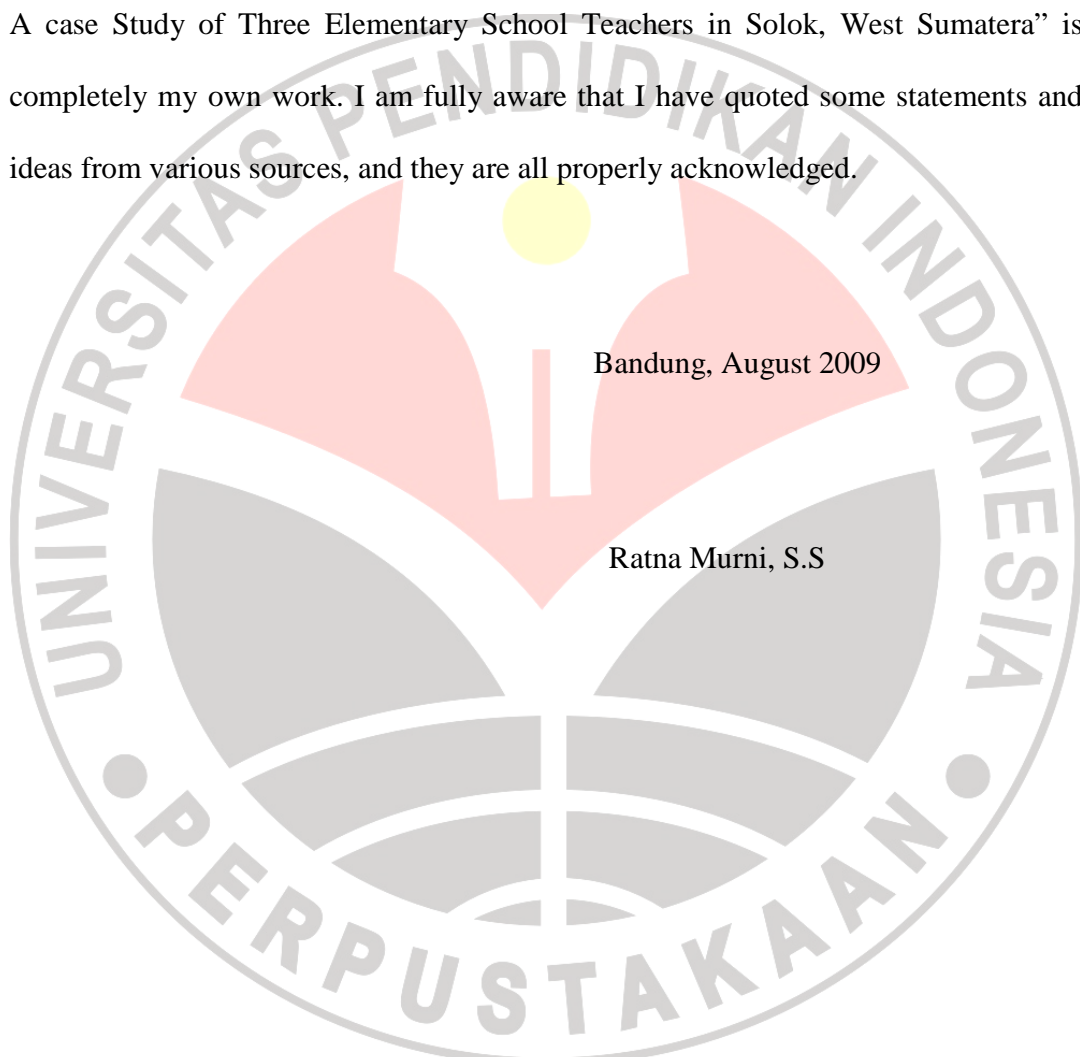 A case Study of Three Elementary School Teachers in Solok, West Sumatera” is
completely my own work. I am fully aware that I have quoted some statements and
ideas from various sources, and they are all properly acknowledged.
Bandung, August 2009
Ratna Murni, S.S
UNIVERSITAS PENDIDIKAN INDONESIA
PERPUSTAKAAN